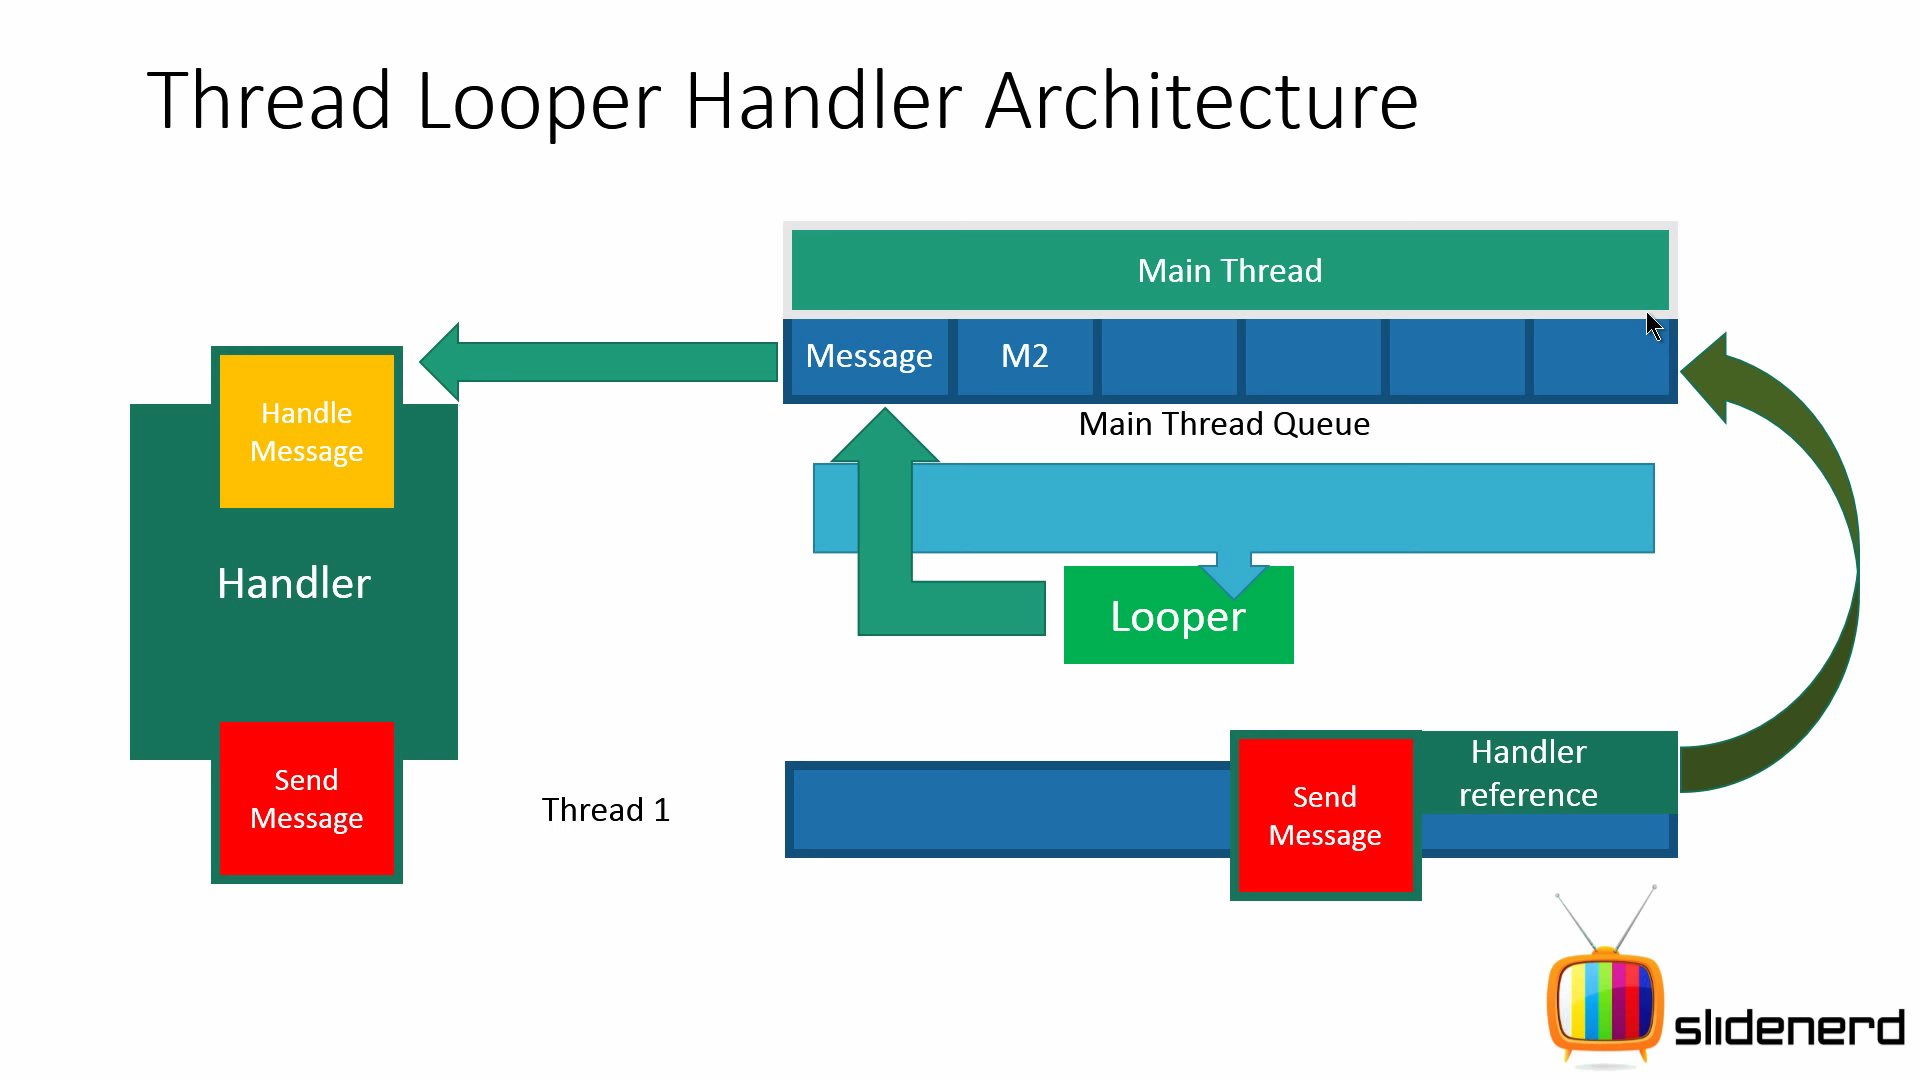 Thread Looper Handler Architecture
Main Thread
Message
M2
Main Thread Queue
Handle
Message
Handler
Send
Message
Looper
Thread 1
Send
Message
Handler
reference
slidenerd